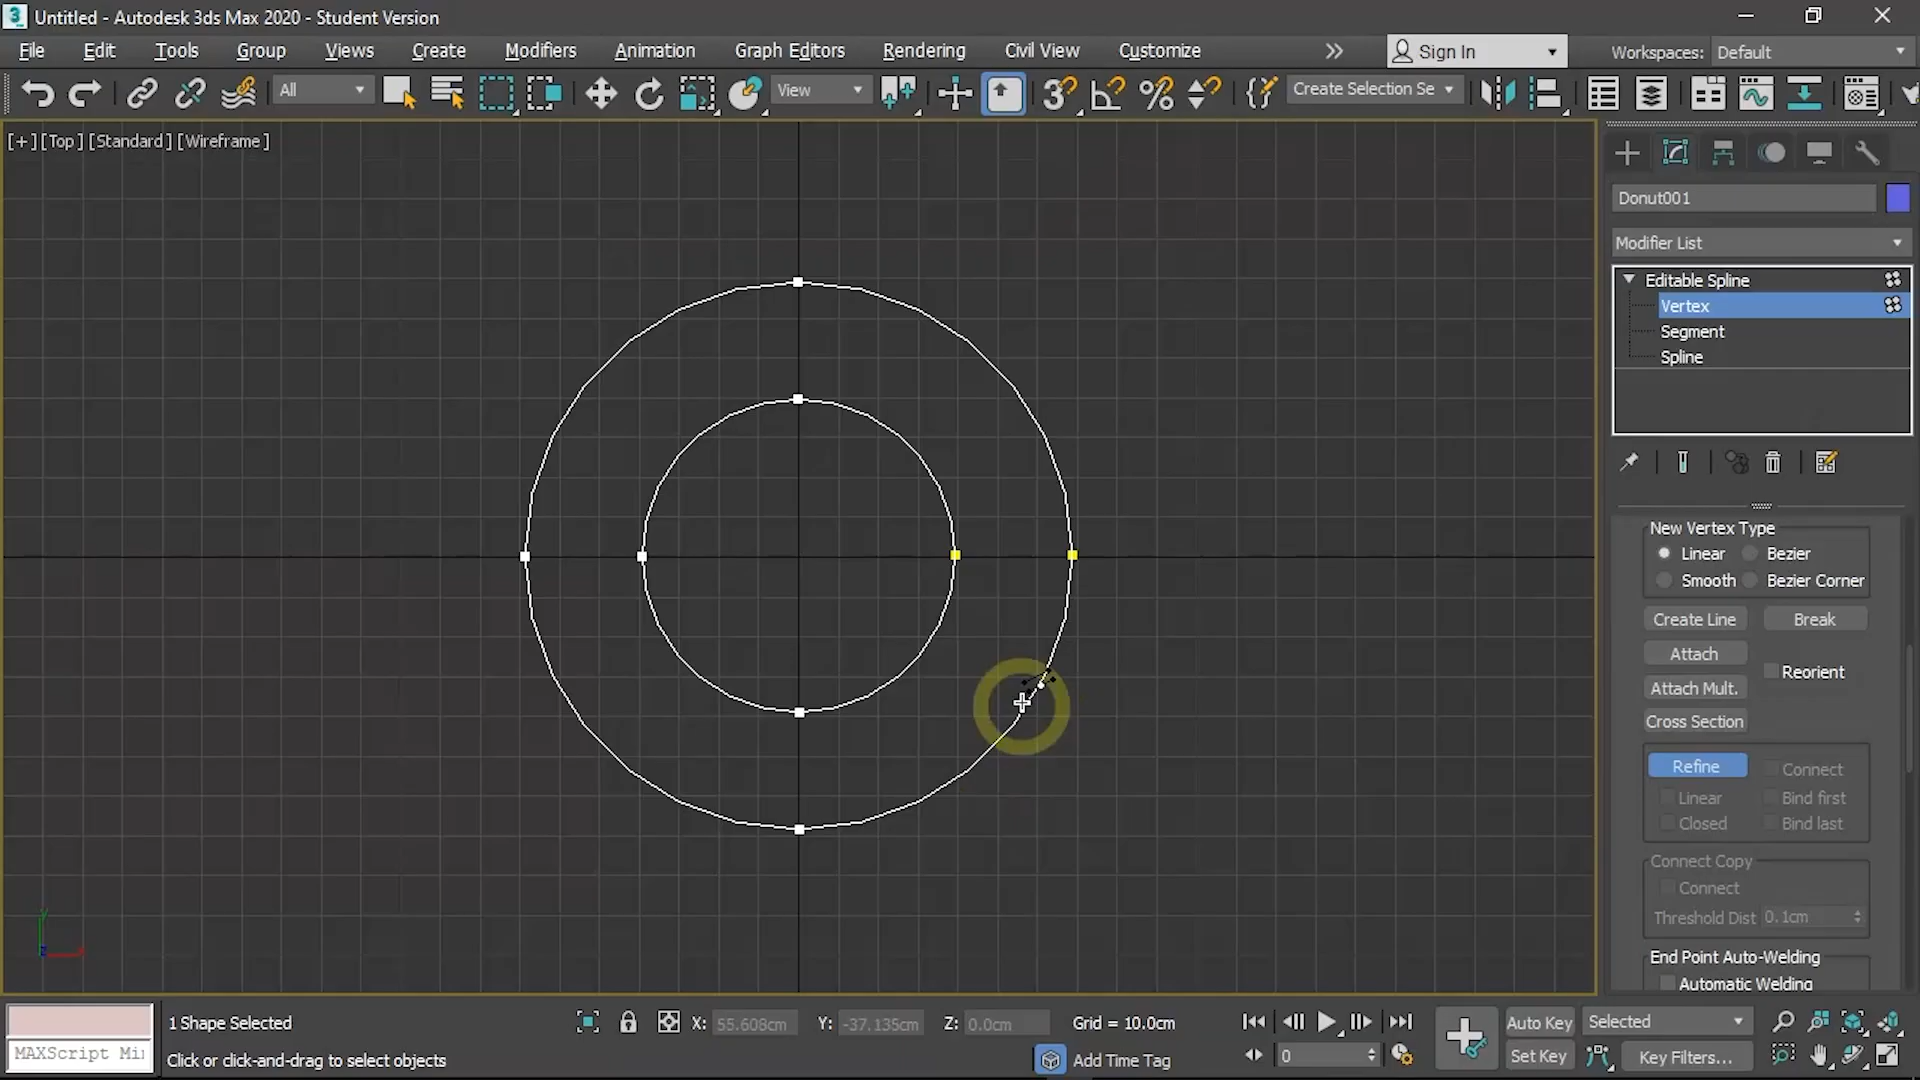 Untitled - Autodesk 3ds Max 2020 - Student Version
File Edit Tools Group Views Create Modifiers Animation Graph Editors Rendering Civil View Customize Sign In Workspaces: Default
All View 3 Create Selection Se
[+] [Top] [Standard] [Wireframe]
Donut001
Modifier List
Editable Spline
Vertex
Segment
Spline
New Vertex Type
Linear Bezier
Smooth Bezier Corner
Create Line Break
Attach
Reorient
Attach Mult.
Cross Section
Refine Connect
Linear Bind first
Closed Bind last
Connect Copy
Connect
Threshold Dist 0.1cm
End Point Auto-Welding
Automatic Welding
1 Shape Selected X: 55.608cm Y: -37.135cm Z: 0.0cm Grid = 10.0cm Auto Key Selected
MAXScript Mi
Click or click-and-drag to select objects Add Time Tag 0 Set Key Key Filters...